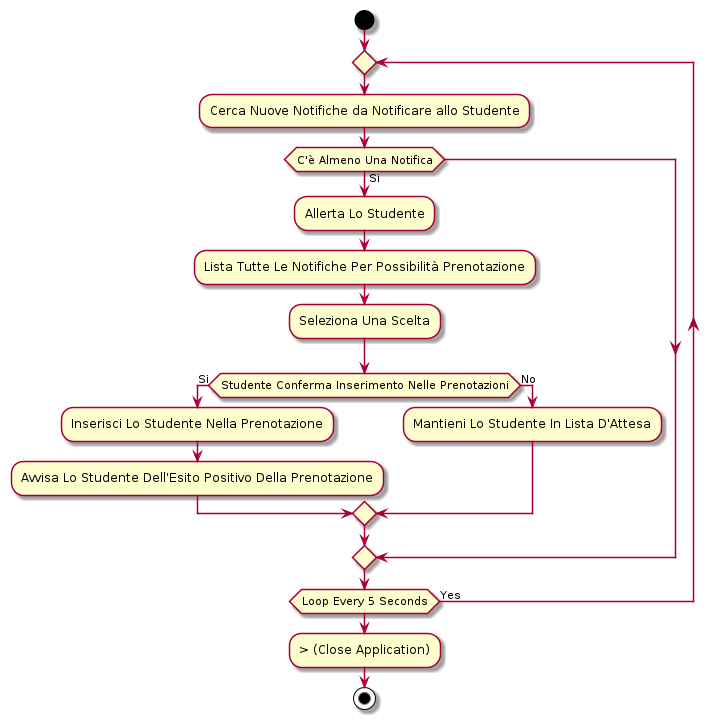 Cerca Nuove Notifiche da Notificare allo Studente
C'è Almeno Una Notifica
Si
Allerta Lo Studente
Lista Tutte Le Notifiche Per Possibilità Prenotazione
Seleziona Una Scelta
Si
Studente Conferma Inserimento Nelle Prenotazioni
No
Inserisci Lo Studente Nella Prenotazione
Mantieni Lo Studente In Lista D'Attesa
Avvisa Lo Studente Dell'Esito Positivo Della Prenotazione
Loop Every 5 Seconds
Yes
> (Close Application)